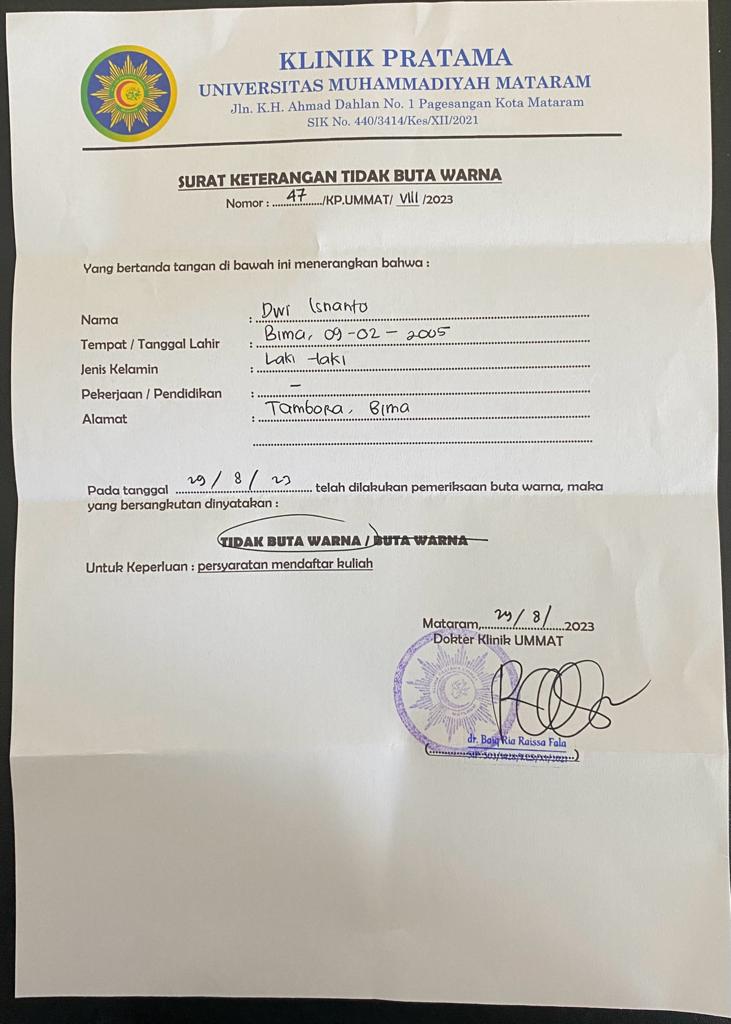 KLINIK PRATAMA
UNIVERSITAS MUHAMMADIYAH MATARAM
Jln. K.H. Ahmad Dahlan No. 1 Pagesangan Kota Mataram
SIK No. 440/3414/Kes/XII/2021
SURAT KETERANGAN TIDAK BUTA WARNA
Nomor : 47/KP.UMMAT/ VIII /2023
Yang bertanda tangan di bawah ini menerangkan bahwa :
Nama : Dwi Isnanto
Tempat / Tanggal Lahir : Bima, 09-02-2005
Jenis Kelamin : Laki-laki
Pekerjaan / Pendidikan : -
Alamat : Tambora, Bima
Pada tanggal 29/8/23 telah dilakukan pemeriksaan buta warna, maka
yang bersangkutan dinyatakan :
TIDAK BUTA WARNA / BUTA WARNA
Untuk Keperluan : persyaratan mendaftar kuliah
Mataram, 29/8/2023
Dokter Klinik UMMAT
dr. Baiq Ria Raissa Fala